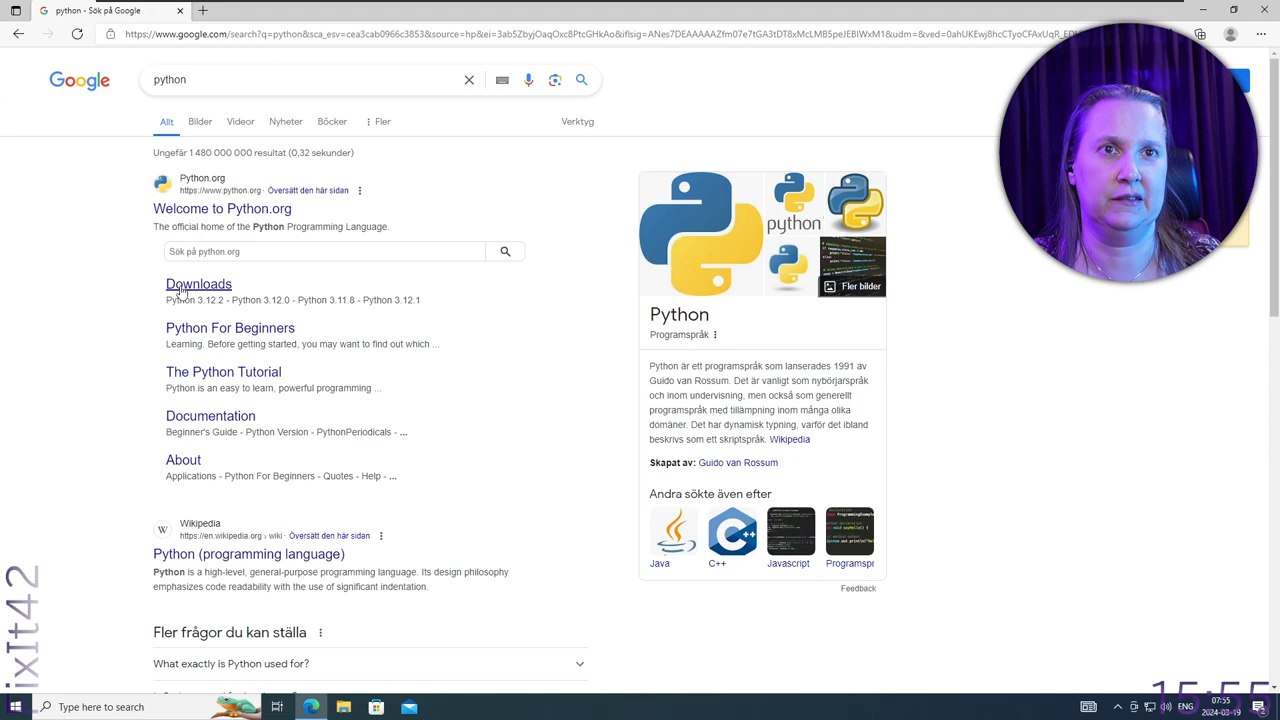 python - Sök på Google
https://www.google.com/search?q=python&sca_esv=cea3cab0966c3853&source=hp&ei=
Google
python
Allt Bilder Videor Nyheter Böcker Fler Verktyg
Ungefär 1 480 000 000 resultat (0,32 sekunder)
Python.org
https://www.python.org · Översätt den här sidan
Welcome to Python.org
The official home of the Python Programming Language.
Sök på python.org
Downloads
Python 3.12.2 - Python 3.12.0 - Python 3.11.8 - Python 3.12.1
Python For Beginners
Learning. Before getting started, you may want to find out which ...
The Python Tutorial
Python is an easy to learn, powerful programming ...
Documentation
Beginner's Guide - Python Version - PythonPeriodicals - ...
About
Applications - Python For Beginners - Quotes - Help - ...
W
Wikipedia
https://en.wikipedia.org › wiki · Översätt den här sidan
Python (programming language)
Python is a high-level, general-purpose programming language. Its design philosophy
emphasizes code readability with the use of significant indentation.
Fler frågor du kan ställa
What exactly is Python used for?
python
Fler bilder
Python
Programspråk
Python är ett programspråk som lanserades 1991 av
Guido van Rossum. Det är vanligt som nybörjarspråk
och inom undervisning, men också som generellt
programspråk med tillämpning inom många olika
domäner. Det har dynamisk typning, varför det ibland
beskrivs som ett skriptspråk. Wikipedia
Skapat av: Guido van Rossum
Andra sökte även efter
Java C++ Javascript Programspr
Feedback
ixIt42
15:55
Type here to search
ENG
07:55
2024-03-19
2